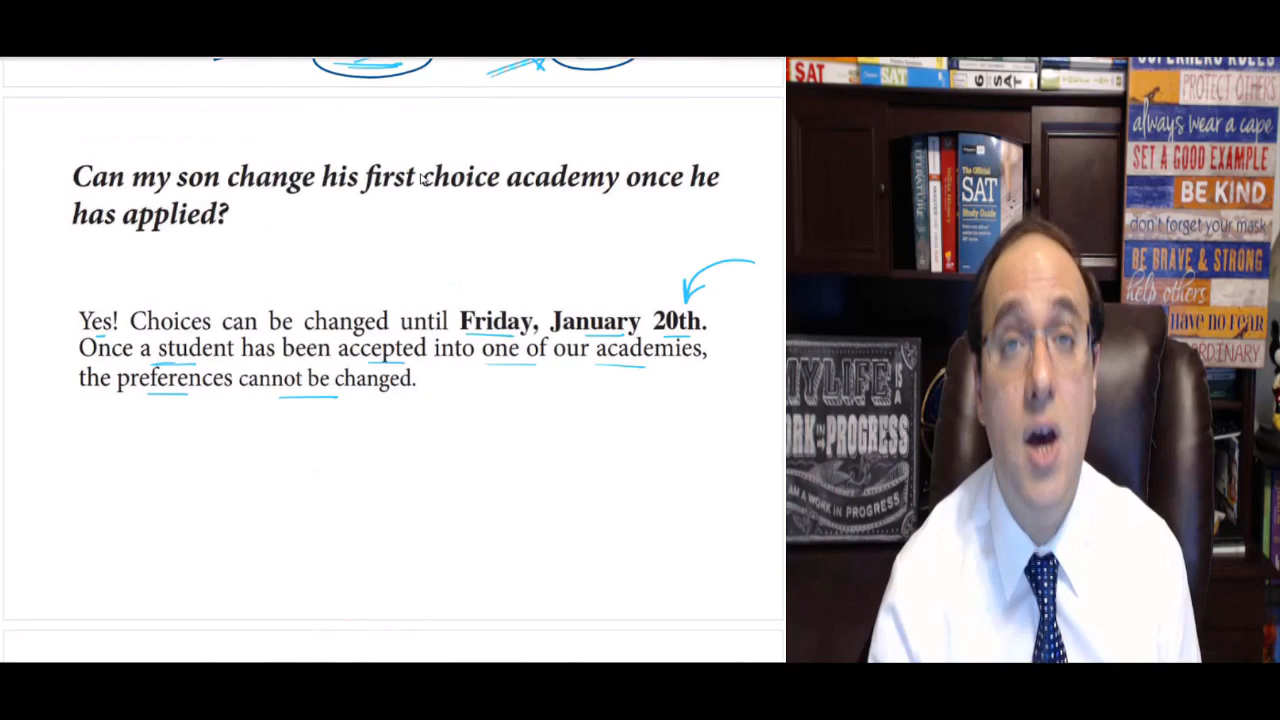 Can my son change his first choice academy once he
has applied?
Yes! Choices can be changed until Friday, January 20th.
Once a student has been accepted into one of our academies,
the preferences cannot be changed.
SAT
SAT
SAT
LITERATURE
The Official
SAT
Study Guide
SUPERHERO RULES
PROTECT OTHERS
always wear a cape
SET A GOOD EXAMPLE
BE KIND
don't forget your mask
BE BRAVE & STRONG
help others
HAVE NO FEAR
MY LIFE
IS A
WORK IN PROGRESS
AM A WORK IN PROGRESS